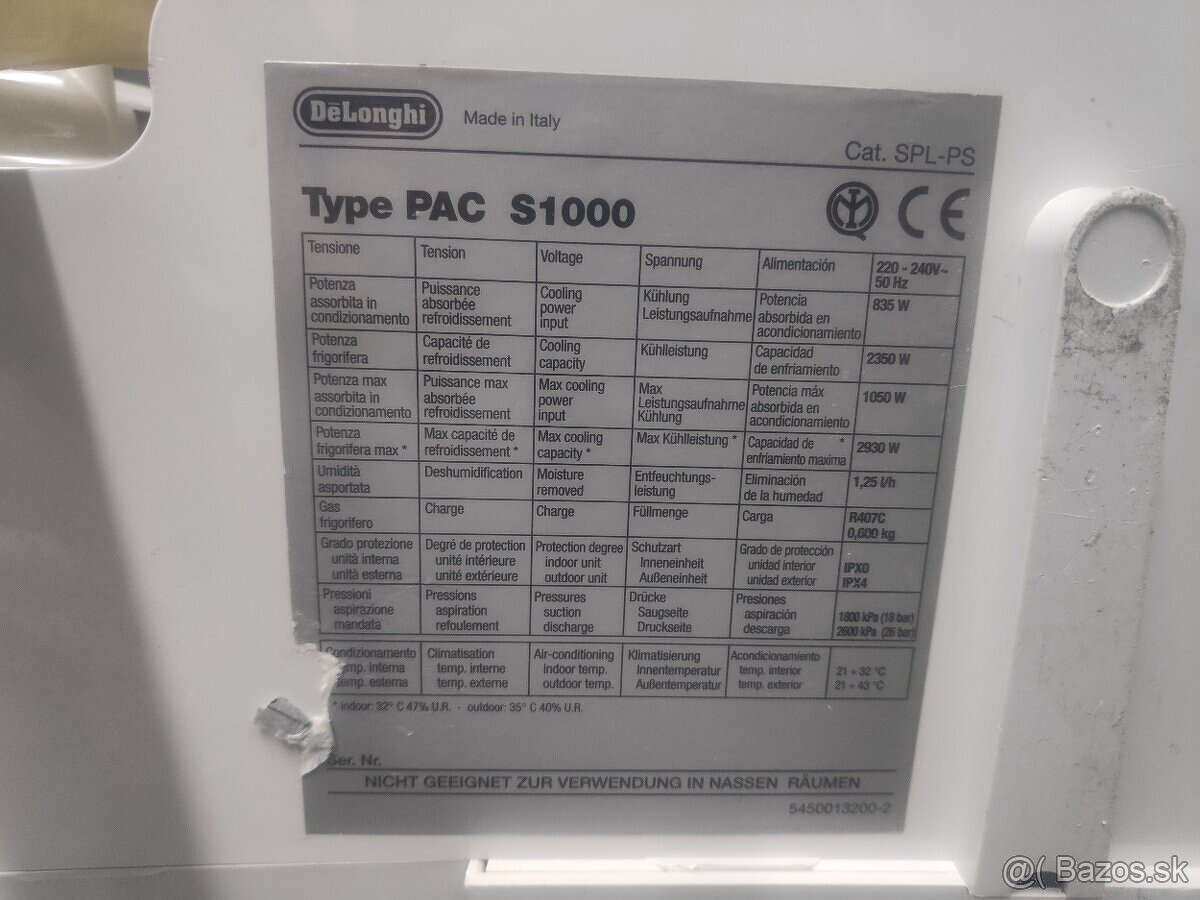 DeLonghi Made in Italy
Cat. SPL-PS
Type PAC S1000
Tensione Tension Voltage Spannung Alimentación 220 - 240V~ 50 Hz
Potenza assorbita in condizionamento Puissance absorbée refroidissement Cooling power input Kühlung Leistungsaufnahme Potencia absorbida en acondicionamiento 835 W
Potenza frigorifera Capacité de refroidissement Cooling capacity Kühlleistung Capacidad de enfriamiento 2350 W
Potenza max assorbita in condizionamento Puissance max absorbée refroidissement Max cooling power input Max Leistungsaufnahme Kühlung Potencia máx absorbida en acondicionamiento 1050 W
Potenza frigorifera max * Max capacité de refroidissement * Max cooling capacity * Max Kühlleistung * Capacidad de * enfriamiento maxima 2930 W
Umidità asportata Deshumidification Moisture removed Entfeuchtungs-leistung Eliminación de la humedad 1,25 l/h
Gas frigorifero Charge Charge Füllmenge Carga R407C 0,600 kg
Grado protezione unità interna unità esterna Degré de protection unité intérieure unité extérieure Protection degree indoor unit outdoor unit Schutzart Inneneinheit Außeneinheit Grado de protección unidad interior unidad exterior IPX0 IPX4
Pressioni aspirazione mandata Pressions aspiration refoulement Pressures suction discharge Drücke Saugseite Druckseite Presiones aspiración descarga 1800 kPa (18 bar) 2600 kPa (26 bar)
Condizionamento temp. interna temp. esterna Climatisation temp. interne temp. externe Air-conditioning indoor temp. outdoor temp. Klimatisierung Innentemperatur Außentemperatur Acondicionamiento temp. interior temp. exterior 21 ÷ 32 °C 21 ÷ 43 °C
* indoor: 32° C 47% U.R. - outdoor: 35° C 40% U.R.
Ser. Nr.
NICHT GEEIGNET ZUR VERWENDUNG IN NASSEN RÄUMEN
5450013200-2
@( Bazos.sk